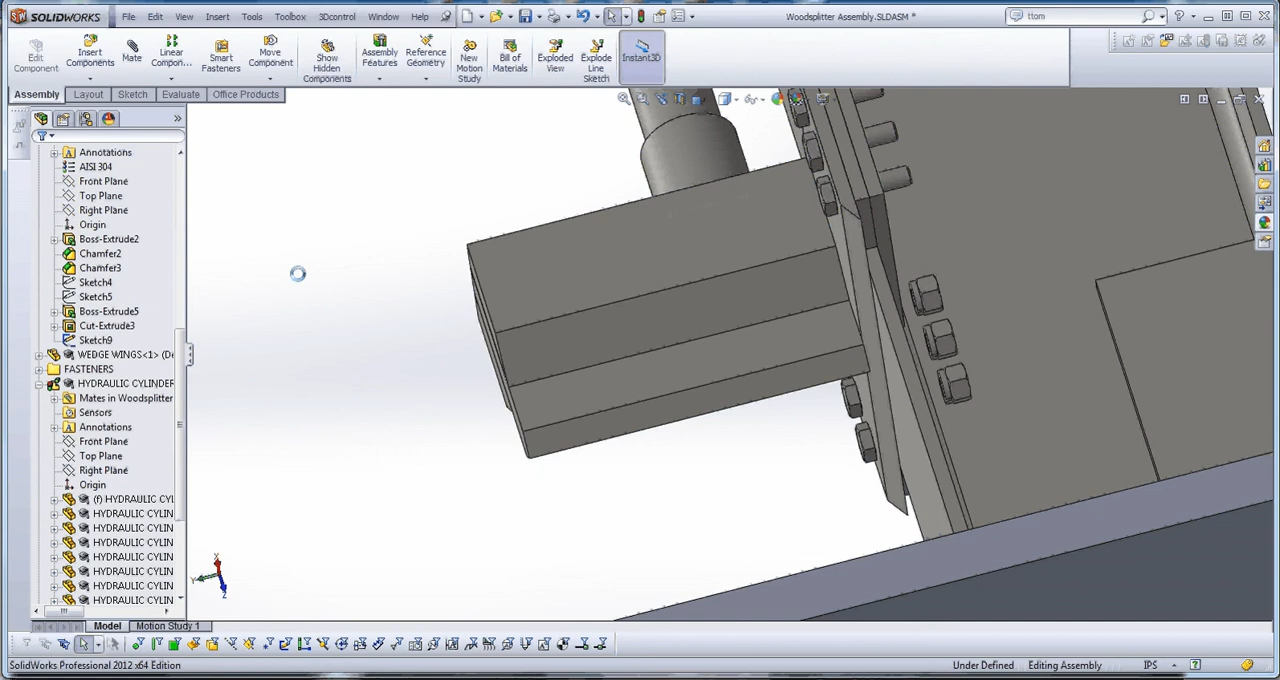 SOLIDWORKS File Edit View Insert Tools Toolbox 3Dcontrol Window Help Woodsplitter Assembly.SLDASM * ttom
Edit Component
Insert Components
Mate
Linear Compon...
Smart Fasteners
Move Component
Show Hidden Components
Assembly Features
Reference Geometry
New Motion Study
Bill of Materials
Exploded View
Explode Line Sketch
Instant3D
Assembly Layout Sketch Evaluate Office Products
Annotations
AISI 304
Front Plane
Top Plane
Right Plane
Origin
Boss-Extrude2
Chamfer2
Chamfer3
Sketch4
Sketch5
Boss-Extrude5
Cut-Extrude3
Sketch9
WEDGE WINGS<1> (De
FASTENERS
HYDRAULIC CYLINDER
Mates in Woodsplitter
Sensors
Annotations
Front Plane
Top Plane
Right Plane
Origin
(f) HYDRAULIC CYL
HYDRAULIC CYLIN
HYDRAULIC CYLIN
HYDRAULIC CYLIN
HYDRAULIC CYLIN
HYDRAULIC CYLIN
HYDRAULIC CYLIN
HYDRAULIC CYLIN
X
Y
Z
Model Motion Study 1
SolidWorks Professional 2012 x64 Edition Under Defined Editing Assembly IPS